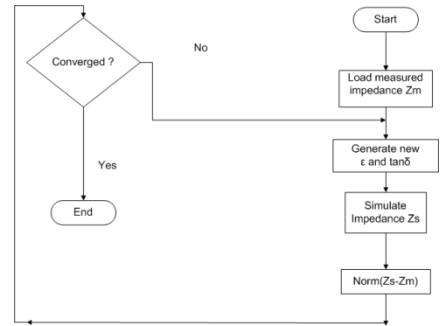 Start
Load measured
impedance Zm
Generate new
ε and tanδ
Simulate
Impedance Zs
Norm(Zs-Zm)
Converged ?
No
Yes
End